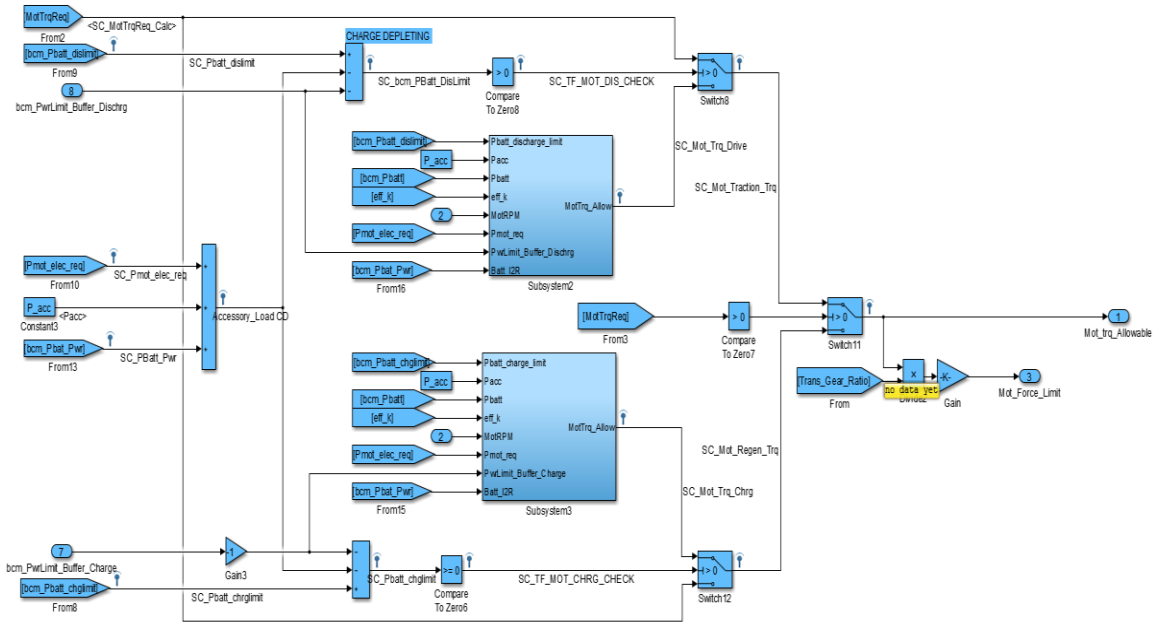 MotTrqReq]
<SC_MotTrqReq_Calc>
From2
[bcm_Pbatt_dislimit]
From9
SC_Pbatt_dislimit
8
bcm_PwrLimit_Buffer_Dischrg
CHARGE DEPLETING
+
-
-
SC_bcm_PBatt_DisLimit
> 0
Compare
To Zero8
SC_TF_MOT_DIS_CHECK
> 0
Switch8
[bcm_Pbatt_dislimit]
P_acc
[bcm_Pbatt]
[eff_k]
2
[Pmot_elec_req]
[bcm_Pbat_Pwr]
From16
Pbatt_discharge_limit
Pacc
Pbatt
eff_k
MotRPM
Pmot_req
PwrLimit_Buffer_Dischrg
Batt_I2R
MotTrq_Allow
Subsystem2
SC_Mot_Trq_Drive
SC_Mot_Traction_Trq
[Pmot_elec_req]
From10
SC_Pmot_elec_req
P_acc
Constant3
<Pacc>
[bcm_Pbat_Pwr]
From13
SC_PBatt_Pwr
+
+
+
Accessory_Load CD
[MotTrqReq]
From3
> 0
Compare
To Zero7
> 0
Switch11
1
Mot_trq_Allowable
[Trans_Gear_Ratio]
From
x
no data yet
-K-
Gain
3
Mot_Force_Limit
[bcm_Pbatt_chglimit]
P_acc
[bcm_Pbatt]
[eff_k]
2
[Pmot_elec_req]
[bcm_Pbat_Pwr]
From15
Pbatt_charge_limit
Pacc
Pbatt
eff_k
MotRPM
Pmot_req
PwrLimit_Buffer_Charge
Batt_I2R
MotTrq_Allow
Subsystem3
SC_Mot_Regen_Trq
SC_Mot_Trq_Chrg
7
bcm_PwrLimit_Buffer_Charge
-1
Gain3
[bcm_Pbatt_chglimit]
From8
SC_Pbatt_chrglimit
-
-
+
SC_Pbatt_chglimit
>= 0
Compare
To Zero6
SC_TF_MOT_CHRG_CHECK
> 0
Switch12